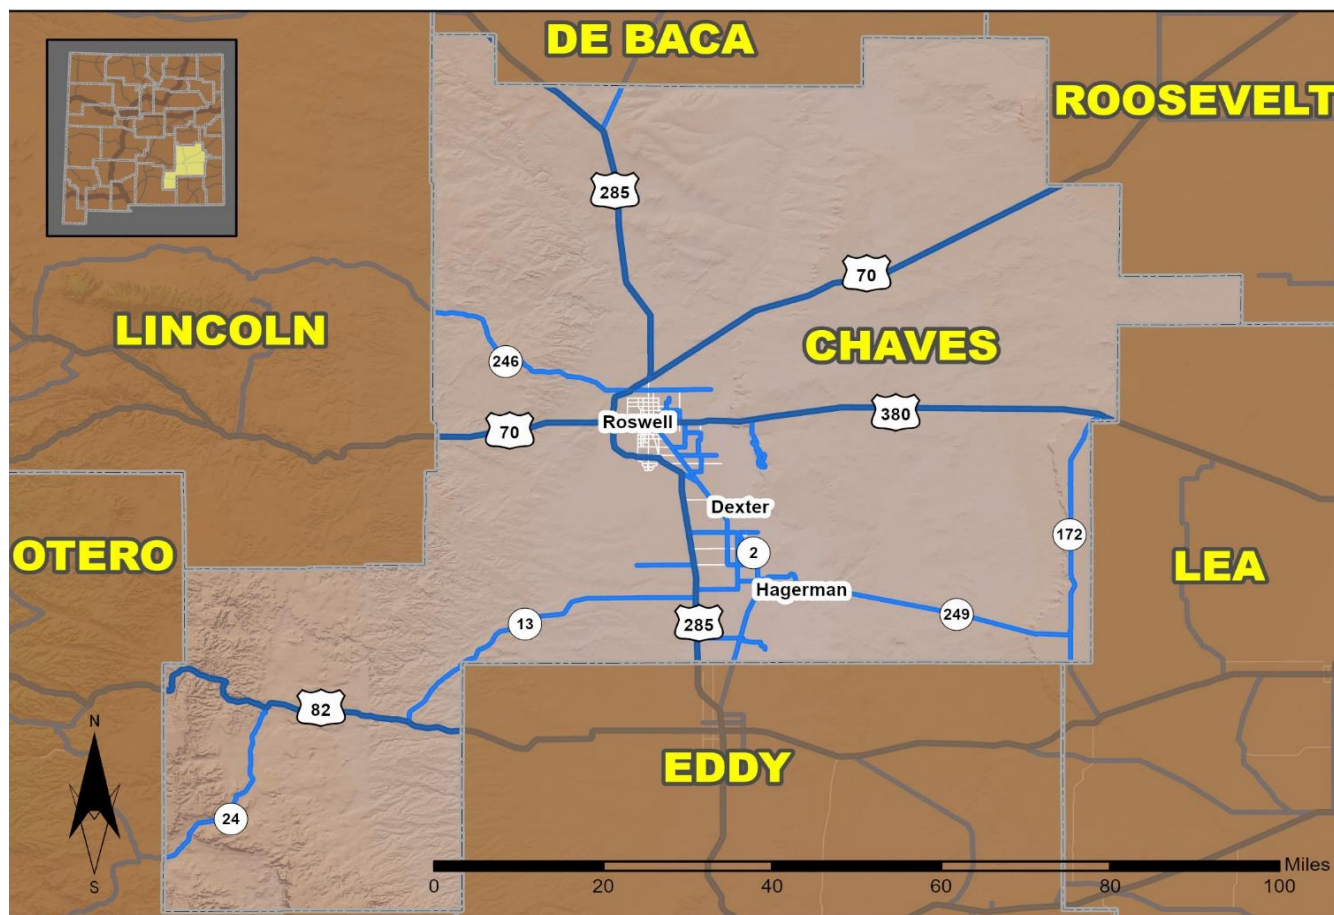 DE BACA
ROOSEVELT
285
70
LINCOLN
CHAVES
246
380
70
Roswell
Dexter
172
OTERO
2
LEA
Hagerman
249
13
285
82
N
EDDY
24
S
Miles
0 20 40 60 80 100